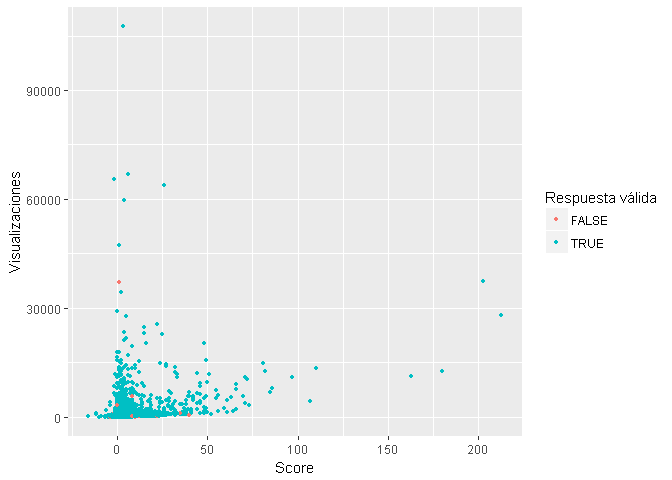 90000
60000
30000
0
Visualizaciones
0 50 100 150 200
Score
Respuesta válida
FALSE
TRUE